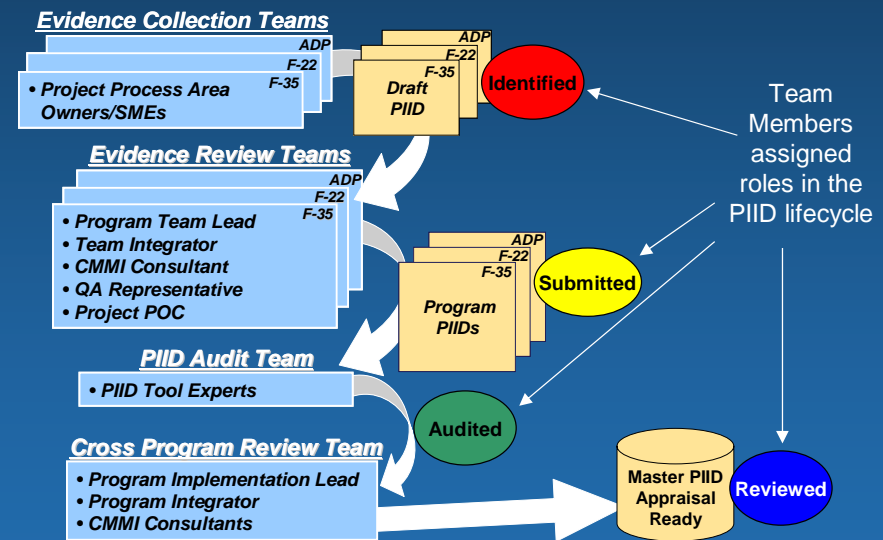 Evidence Collection Teams
ADP
F-22
F-35
• Project Process Area
Owners/SMEs
ADP
F-22
F-35
Draft
PIID
Identified
Team
Members
assigned
roles in the
PIID lifecycle
Evidence Review Teams
ADP
F-22
F-35
• Program Team Lead
• Team Integrator
• CMMI Consultant
• QA Representative
• Project POC
ADP
F-22
F-35
Program
PIIDs
Submitted
PIID Audit Team
• PIID Tool Experts
Audited
Cross Program Review Team
• Program Implementation Lead
• Program Integrator
• CMMI Consultants
Master PIID
Appraisal
Ready
Reviewed